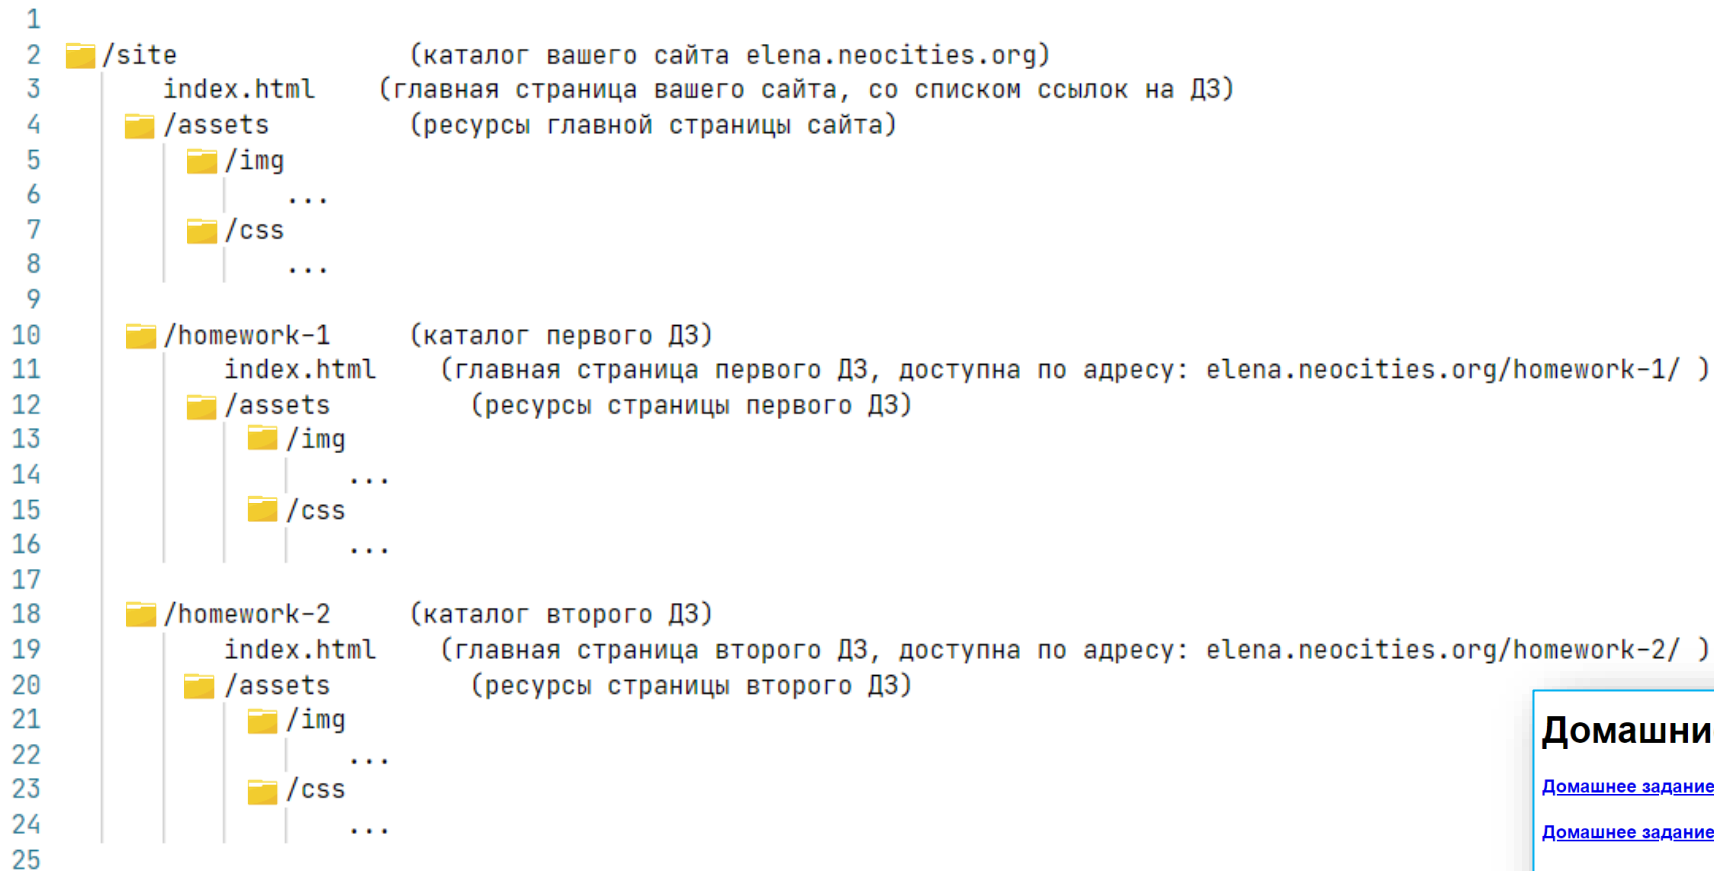 1
2 /site (каталог вашего сайта elena.neocities.org)
3 index.html (главная страница вашего сайта, со списком ссылок на ДЗ)
4 /assets (ресурсы главной страницы сайта)
5 /img
6 ...
7 /css
8 ...
9
10 /homework-1 (каталог первого ДЗ)
11 index.html (главная страница первого ДЗ, доступна по адресу: elena.neocities.org/homework-1/ )
12 /assets (ресурсы страницы первого ДЗ)
13 /img
14 ...
15 /css
16 ...
17
18 /homework-2 (каталог второго ДЗ)
19 index.html (главная страница второго ДЗ, доступна по адресу: elena.neocities.org/homework-2/ )
20 /assets (ресурсы страницы второго ДЗ)
21 /img
22 ...
23 /css
24 ...
25
Домашние
Домашнее задание
Домашнее задание